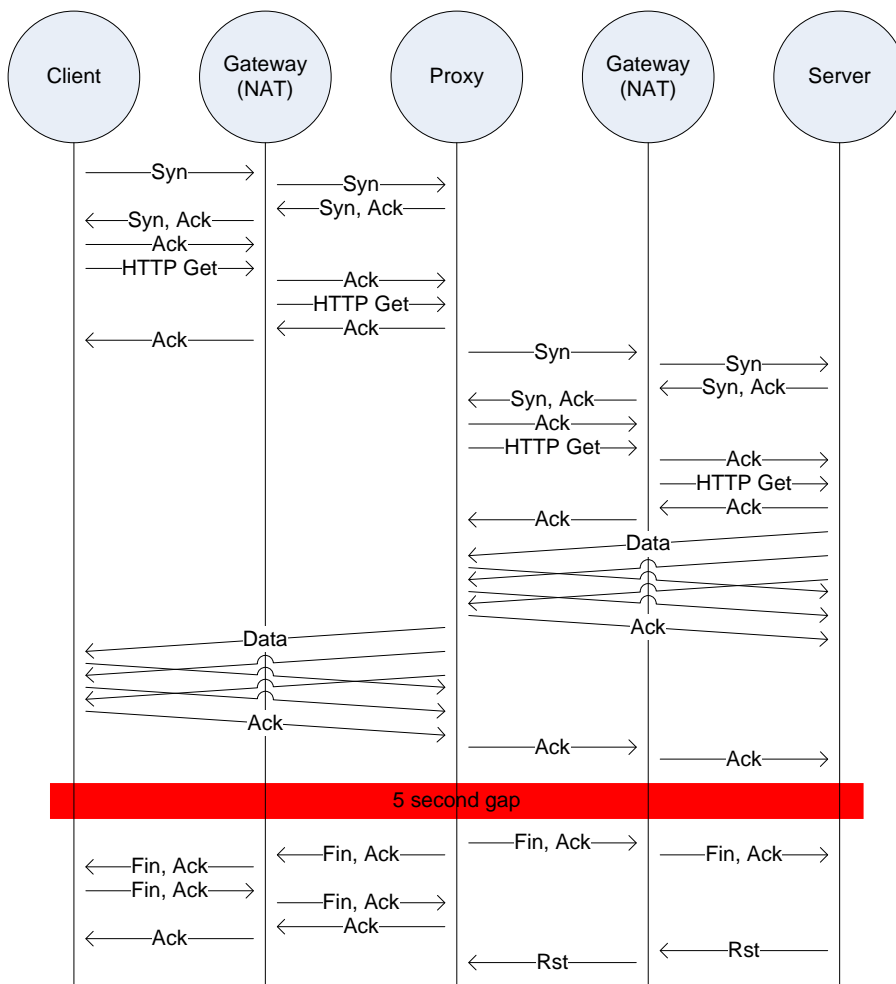 Client
Gateway
(NAT)
Proxy
Gateway
(NAT)
Server
Syn
Syn
Syn, Ack
Syn, Ack
Ack
HTTP Get
Ack
HTTP Get
Ack
Ack
Syn
Syn
Syn, Ack
Syn, Ack
Ack
HTTP Get
Ack
HTTP Get
Ack
Ack
Data
Ack
Data
Ack
Ack
Ack
5 second gap
Fin, Ack
Fin, Ack
Fin, Ack
Fin, Ack
Fin, Ack
Fin, Ack
Ack
Ack
Rst
Rst